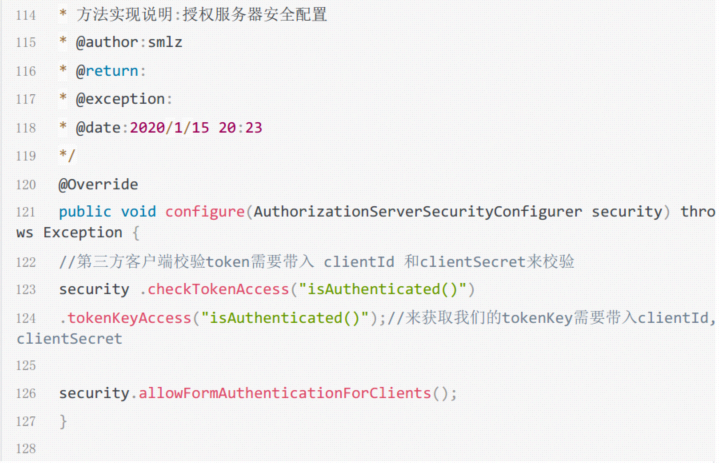 114 * 方法实现说明:授权服务器安全配置
115 * @author:smlz
116 * @return:
117 * @exception:
118 * @date:2020/1/15 20:23
119 */
120 @Override
121 public void configure(AuthorizationServerSecurityConfigurer security) thro
ws Exception {
122 //第三方客户端校验token需要带入 clientId 和clientSecret来校验
123 security .checkTokenAccess("isAuthenticated()")
124 .tokenKeyAccess("isAuthenticated()");//来获取我们的tokenKey需要带入clientId,
clientSecret
125
126 security.allowFormAuthenticationForClients();
127 }
128